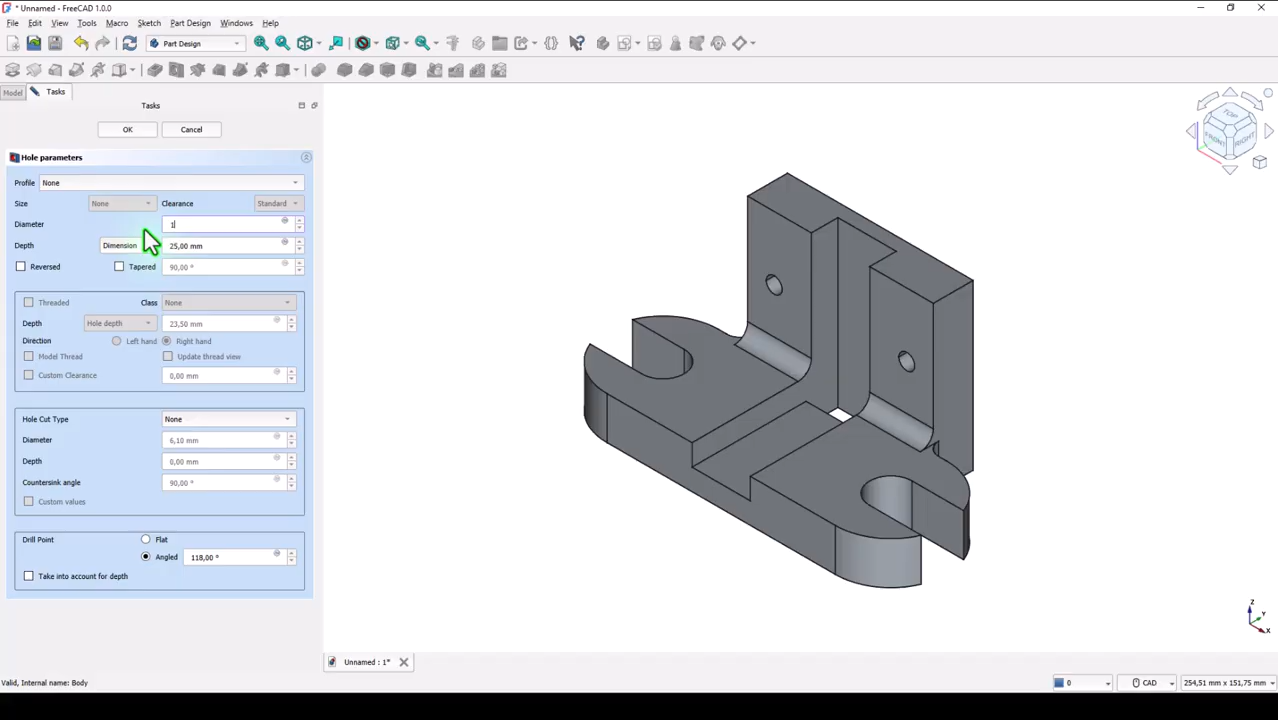 * Unnamed - FreeCAD 1.0.0
File Edit View Tools Macro Sketch Part Design Windows Help
Part Design
Model Tasks
Tasks
OK Cancel
Hole parameters
Profile None
Size None Clearance Standard
Diameter 1
Depth Dimension 25,00 mm
Reversed Tapered 90,00 °
Threaded Class None
Depth Hole depth 23,50 mm
Direction Left hand Right hand
Model Thread Update thread view
Custom Clearance 0,00 mm
Hole Cut Type None
Diameter 6,10 mm
Depth 0,00 mm
Countersink angle 90,00 °
Custom values
Drill Point Flat
Angled 118,00 °
Take into account for depth
TOP
FRONT RIGHT
Z
Y
X
Unnamed : 1*
Valid, Internal name: Body
0 CAD 254,51 mm x 151,75 mm